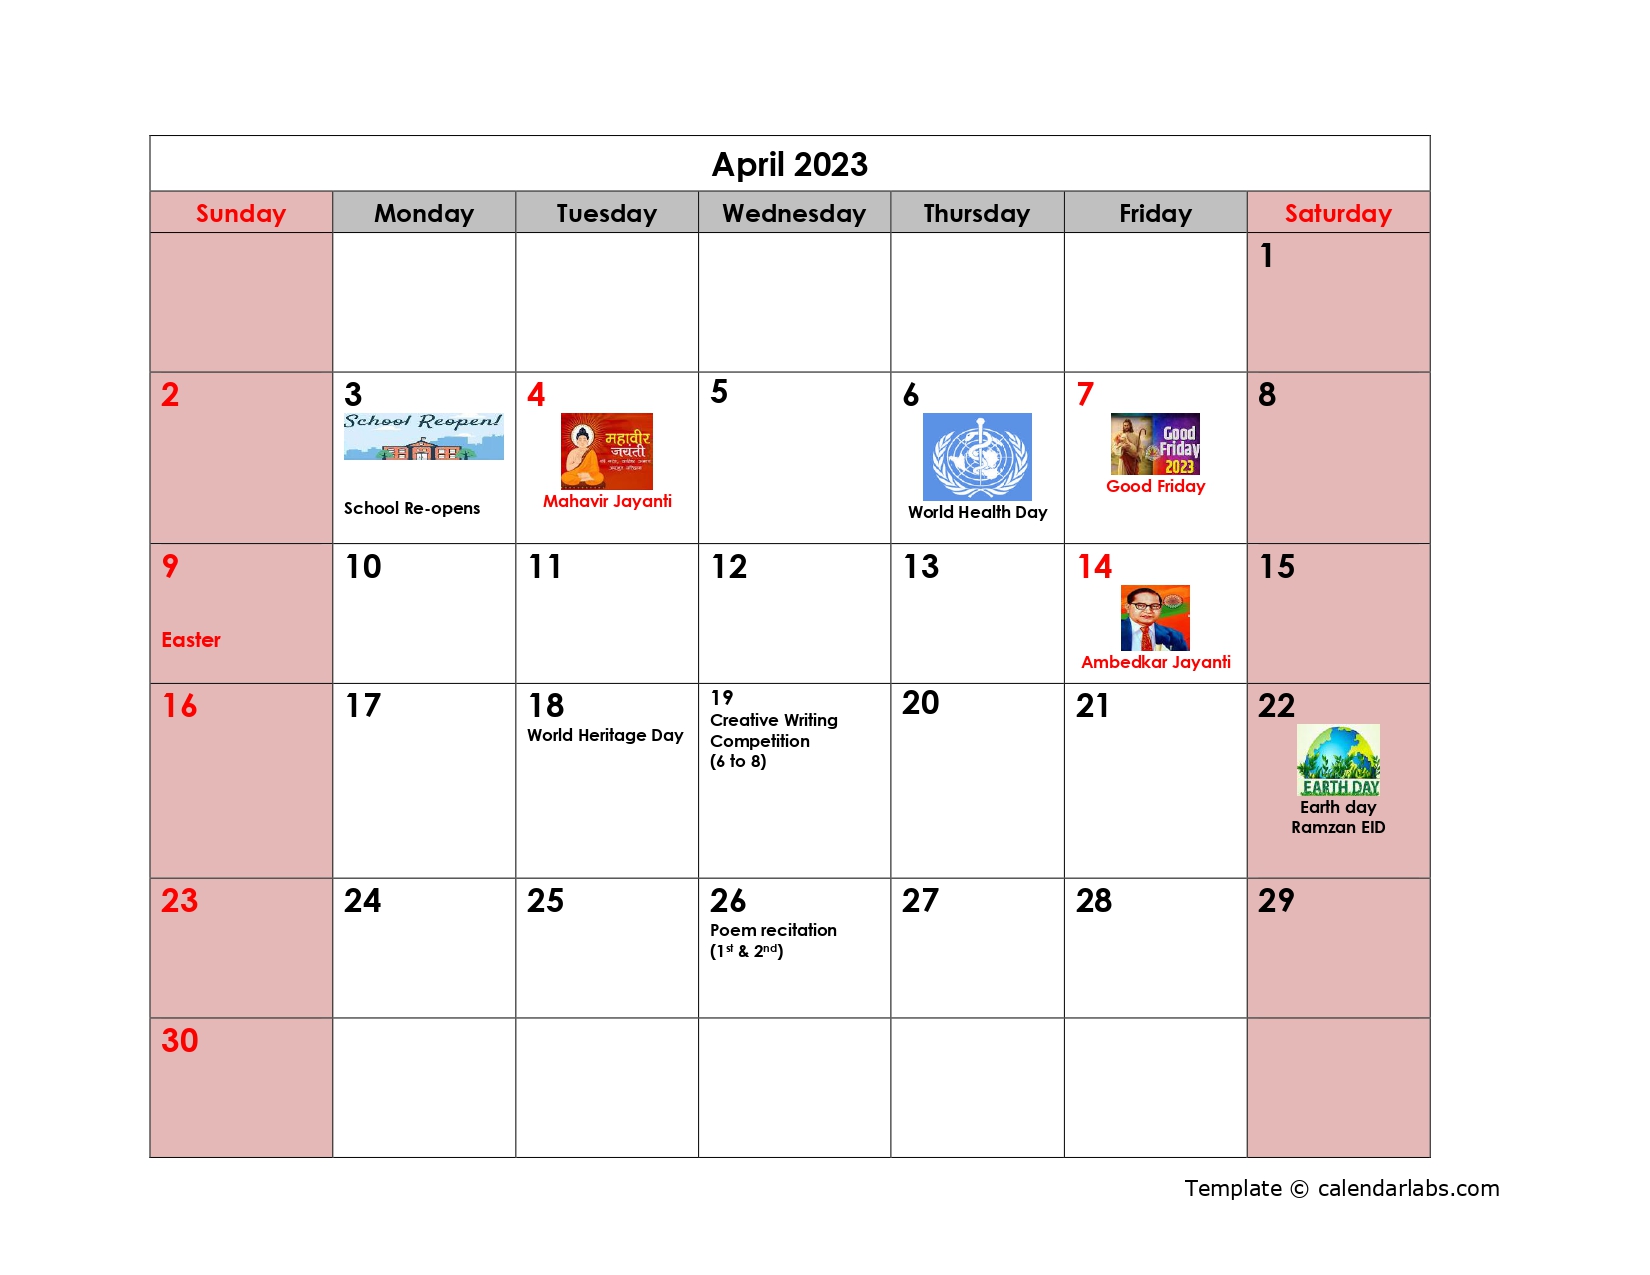 April 2023
Sunday Monday Tuesday Wednesday Thursday Friday Saturday
1
2 3 4 5 6 7 8
School Reopen!
महावीर
जयंती
Good
Friday
2023
School Re-opens
Mahavir Jayanti
World Health Day
Good Friday
9 10 11 12 13 14 15
Easter
Ambedkar Jayanti
16 17 18 19 20 21 22
World Heritage Day
Creative Writing
Competition
(6 to 8)
EARTH DAY
Earth day
Ramzan EID
23 24 25 26 27 28 29
Poem recitation
(1st & 2nd)
30
Template © calendarlabs.com